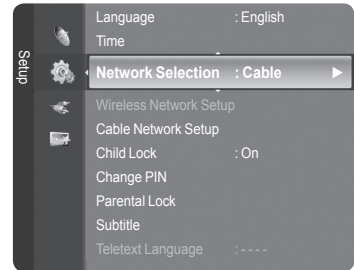 Setup
Language : English
Time
Network Selection : Cable
Wireless Network Setup
Cable Network Setup
Child Lock : On
Change PIN
Parental Lock
Subtitle
Teletext Language : - - - -